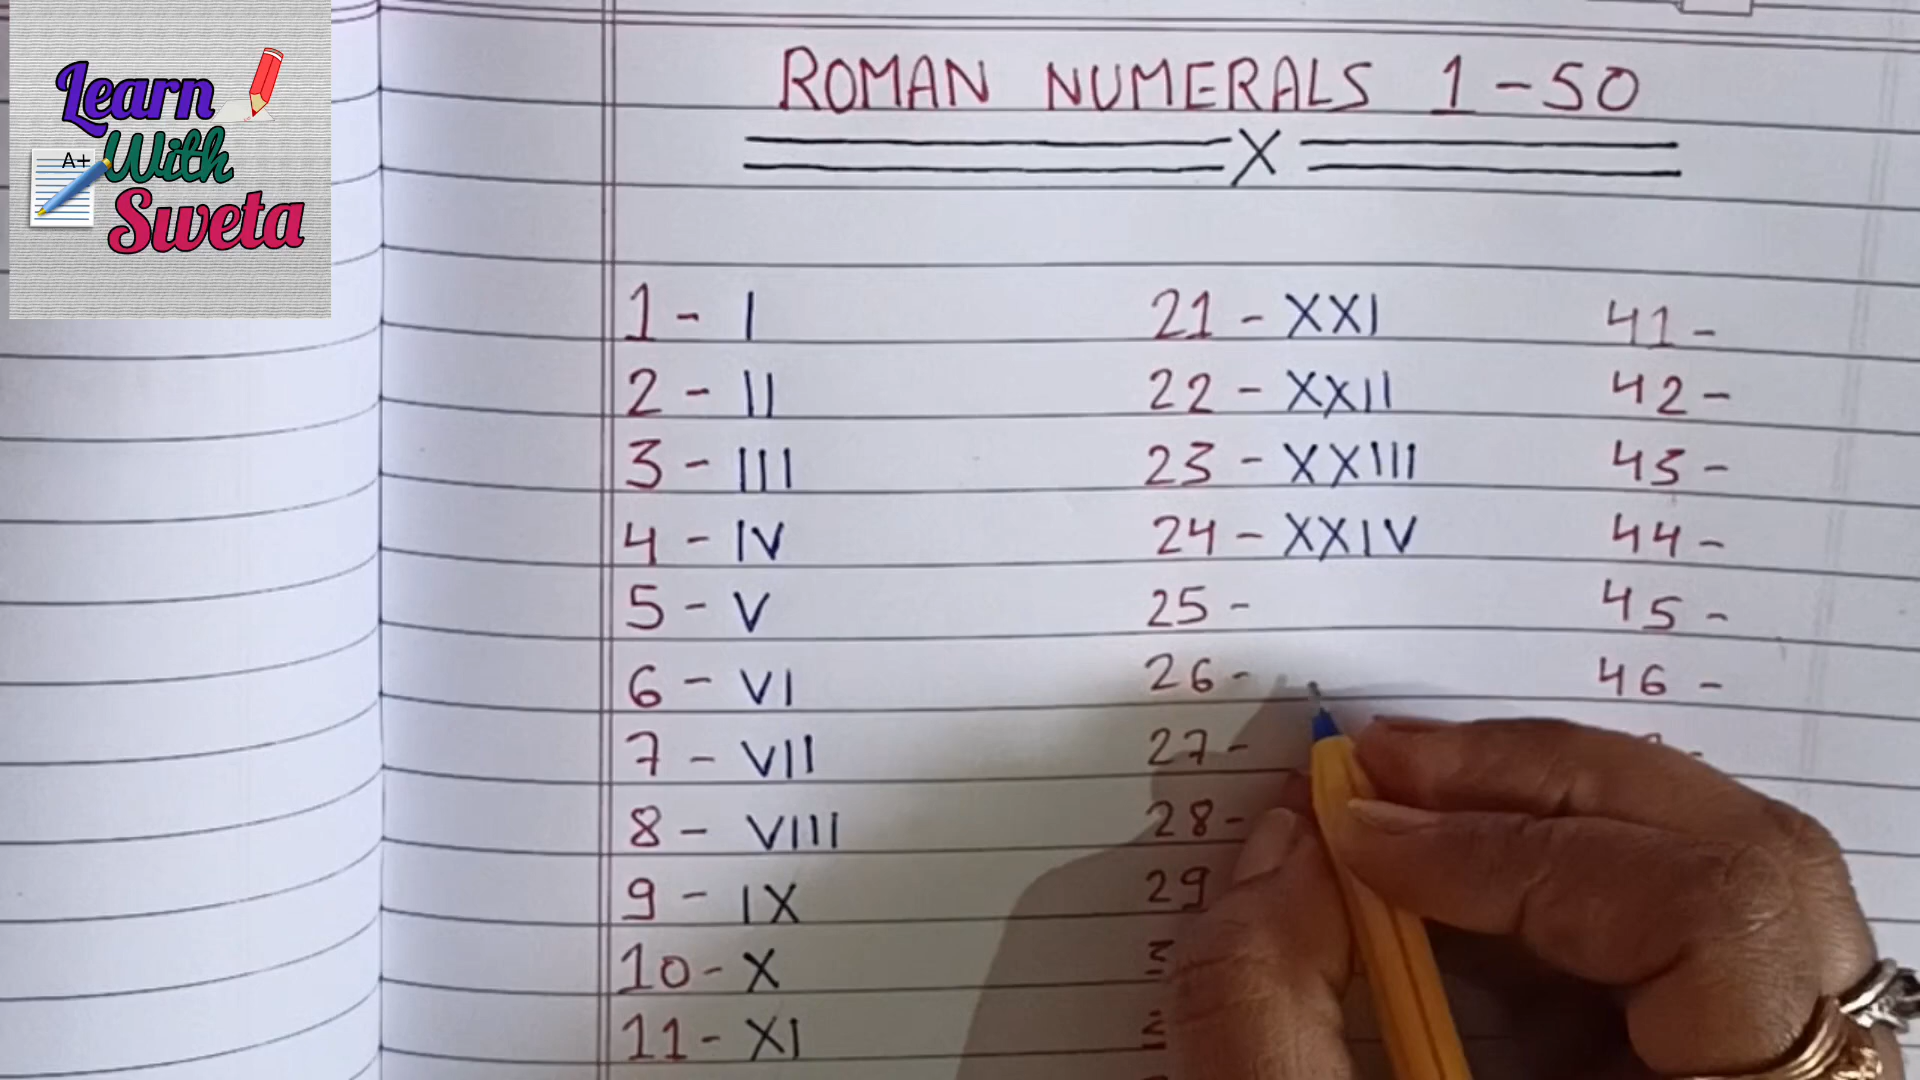 Learn
With
A+
Sweta
ROMAN NUMERALS 1-50
X
1 - I
2 - II
3 - III
4 - IV
5 - V
6 - VI
7 - VII
8 - VIII
9 - IX
10 - X
11 - XI
21 - XXI
22 - XXII
23 - XXIII
24 - XXIV
25 -
26 -
27 -
28 -
29
3
3
41 -
42 -
43 -
44 -
45 -
46 -